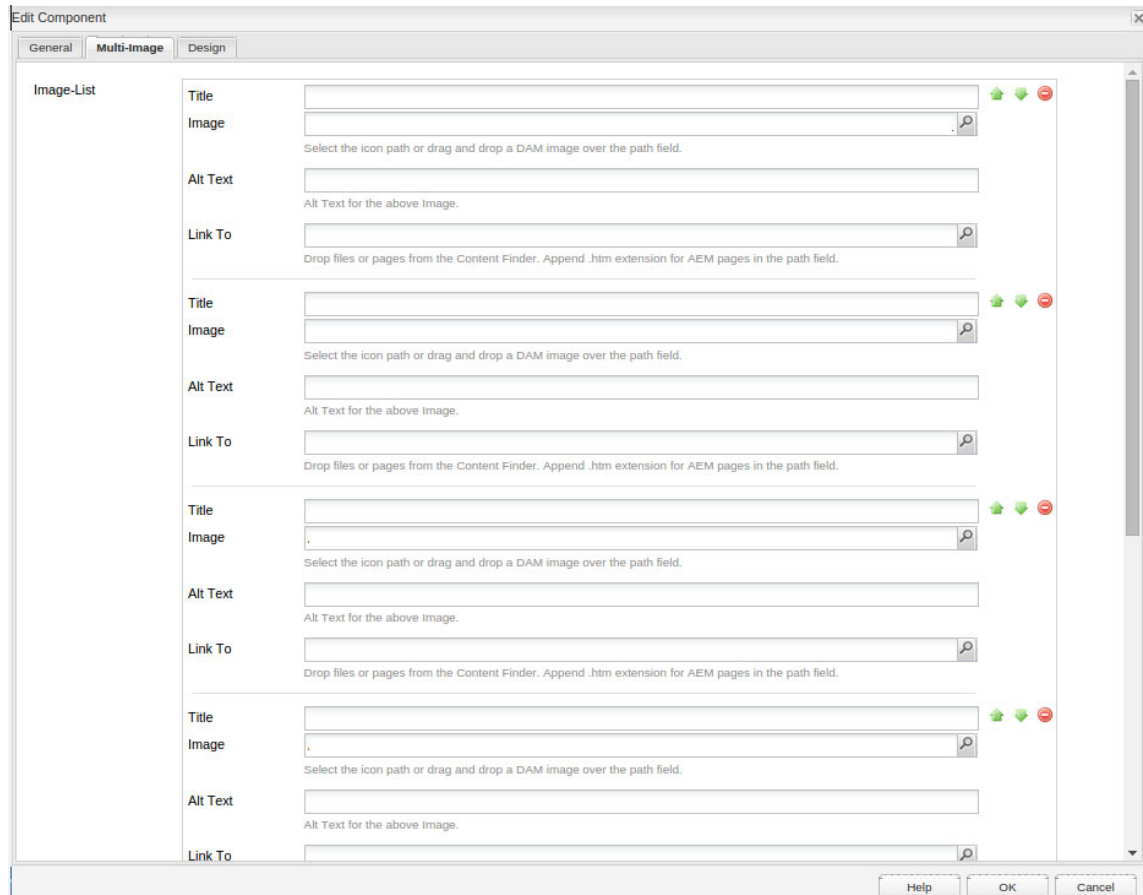 Edit Component
General Multi-Image Design
Image-List
Title
Image
.
Select the icon path or drag and drop a DAM image over the path field.
Alt Text
Alt Text for the above Image.
Link To
Drop files or pages from the Content Finder. Append .htm extension for AEM pages in the path field.
Title
Image
Select the icon path or drag and drop a DAM image over the path field.
Alt Text
Alt Text for the above Image.
Link To
Drop files or pages from the Content Finder. Append .htm extension for AEM pages in the path field.
Title
Image
.
Select the icon path or drag and drop a DAM image over the path field.
Alt Text
Alt Text for the above Image.
Link To
Drop files or pages from the Content Finder. Append .htm extension for AEM pages in the path field.
Title
Image
.
Select the icon path or drag and drop a DAM image over the path field.
Alt Text
Alt Text for the above Image.
Link To
Help OK Cancel